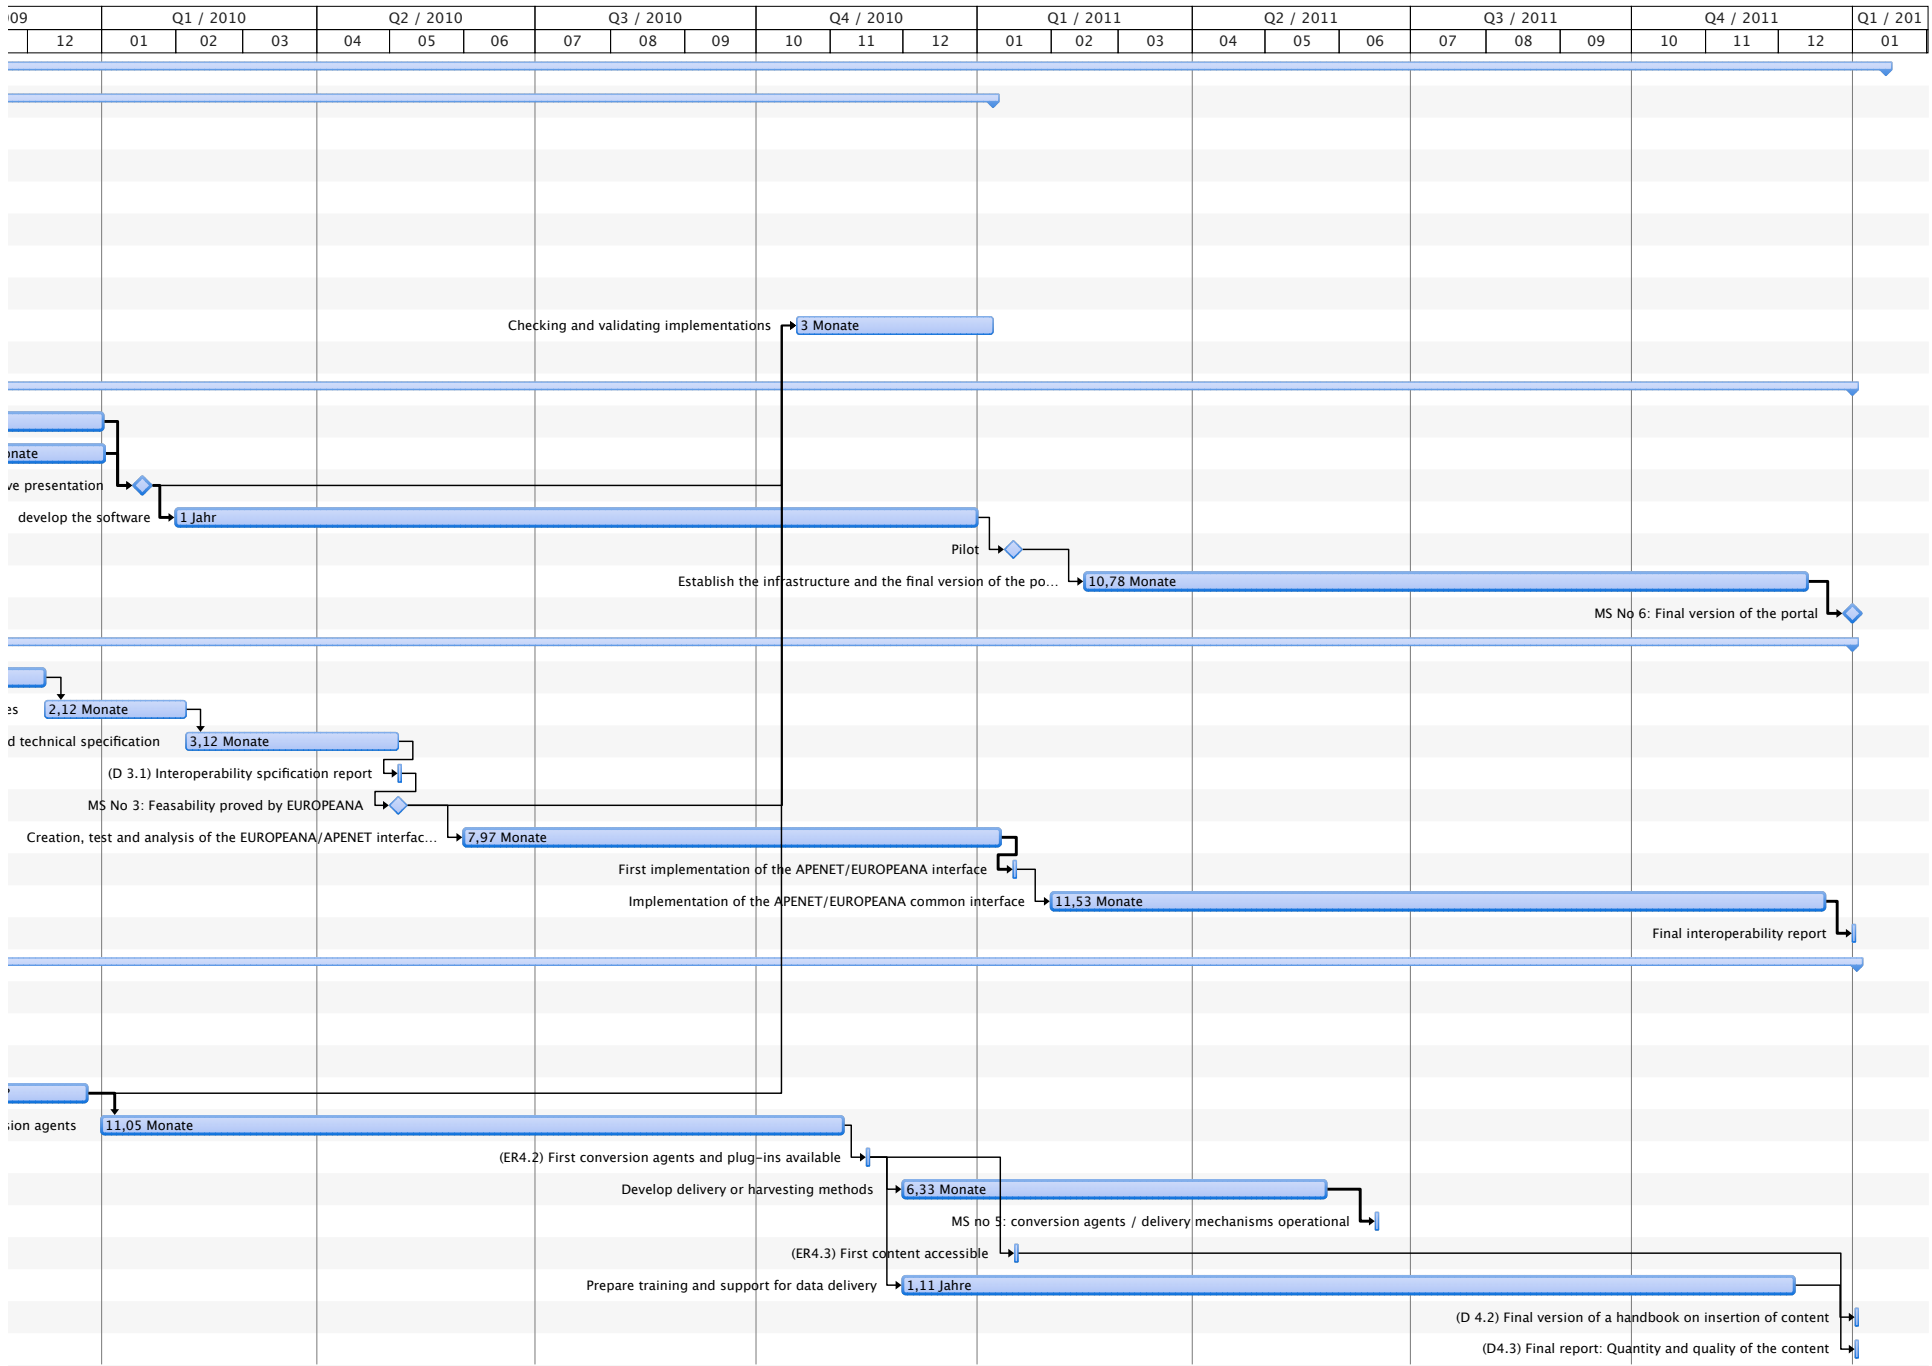 09 Q1 / 2010 Q2 / 2010 Q3 / 2010 Q4 / 2010 Q1 / 2011 Q2 / 2011 Q3 / 2011 Q4 / 2011 Q1 / 201
12 01 02 03 04 05 06 07 08 09 10 11 12 01 02 03 04 05 06 07 08 09 10 11 12 01
Checking and validating implementations 3 Monate
onate
ve presentation
develop the software 1 Jahr
Pilot
Establish the infrastructure and the final version of the po... 10,78 Monate
MS No 6: Final version of the portal
es 2,12 Monate
d technical specification 3,12 Monate
(D 3.1) Interoperability spcification report
MS No 3: Feasability proved by EUROPEANA
Creation, test and analysis of the EUROPEANA/APENET interfac... 7,97 Monate
First implementation of the APENET/EUROPEANA interface
Implementation of the APENET/EUROPEANA common interface 11,53 Monate
Final interoperability report
sion agents 11,05 Monate
(ER4.2) First conversion agents and plug-ins available
Develop delivery or harvesting methods 6,33 Monate
MS no 5: conversion agents / delivery mechanisms operational
(ER4.3) First content accessible
Prepare training and support for data delivery 1,11 Jahre
(D 4.2) Final version of a handbook on insertion of content
(D4.3) Final report: Quantity and quality of the content